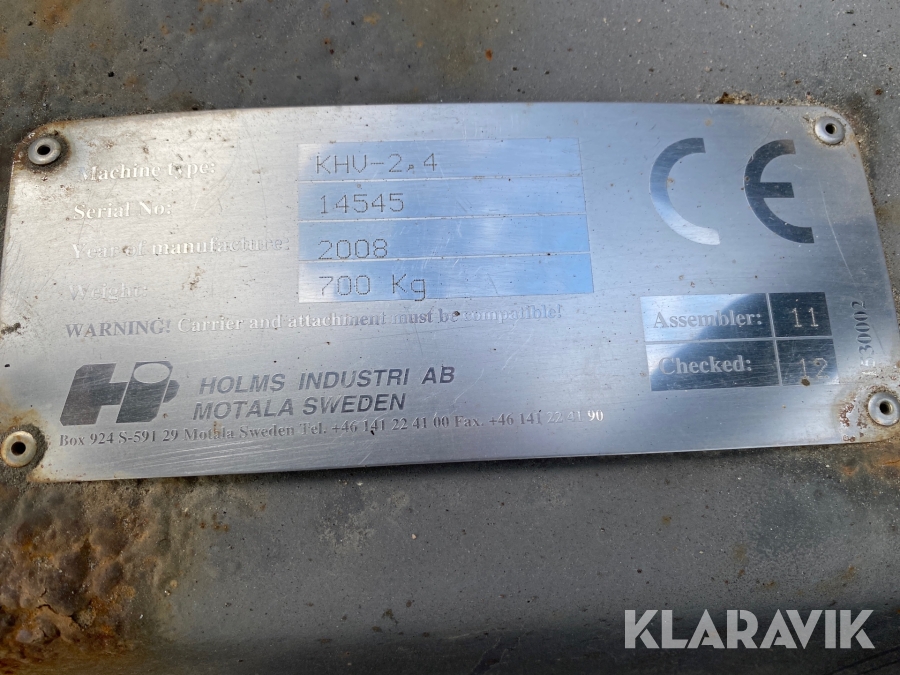 KLARAVIK
Machine type: KHV-2.4
Serial No: 14545
Year of manufacture: 2008
Weight: 700 Kg
WARNING! Carrier and attachment must be compatible!
CE
Assembler: 11
Checked: 12
HOLMS INDUSTRI AB
MOTALA SWEDEN
Box 924 S-591 29 Motala Sweden Tel. +46 141 22 41 00 Fax. +46 141 22 41 90
KLARAVIK